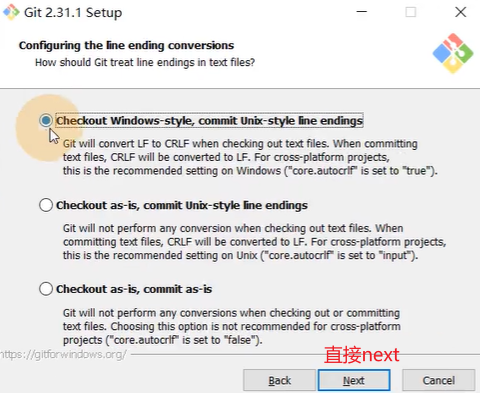 Git 2.31.1 Setup
Configuring the line ending conversions
How should Git treat line endings in text files?
Checkout Windows-style, commit Unix-style line endings
Git will convert LF to CRLF when checking out text files. When committing
text files, CRLF will be converted to LF. For cross-platform projects,
this is the recommended setting on Windows ("core.autocrlf" is set to "true").
Checkout as-is, commit Unix-style line endings
Git will not perform any conversion when checking out text files. When
committing text files, CRLF will be converted to LF. For cross-platform projects,
this is the recommended setting on Unix ("core.autocrlf" is set to "input").
Checkout as-is, commit as-is
Git will not perform any conversions when checking out or committing
text files. Choosing this option is not recommended for cross-platform
projects ("core.autocrlf" is set to "false").
https://gitforwindows.org/
直接next
Back
Next
Cancel